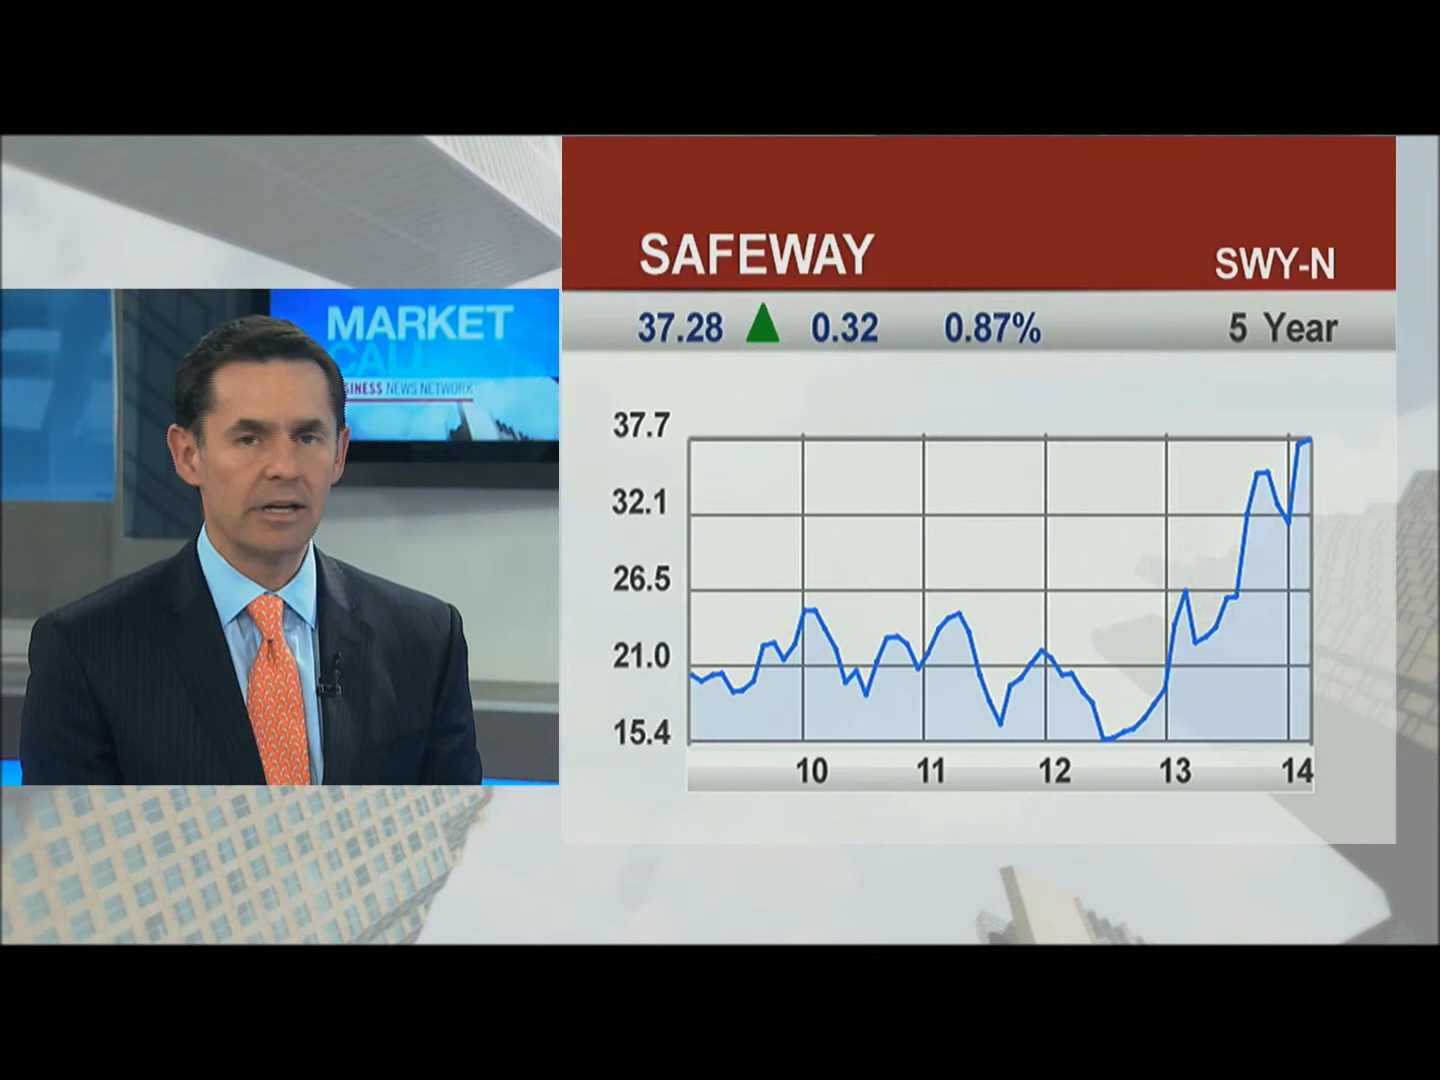 MARKET
CALL
BUSINESS NEWS NETWORK
SAFEWAY
SWY-N
37.28 ▲ 0.32 0.87% 5 Year
37.7
32.1
26.5
21.0
15.4
10 11 12 13 14